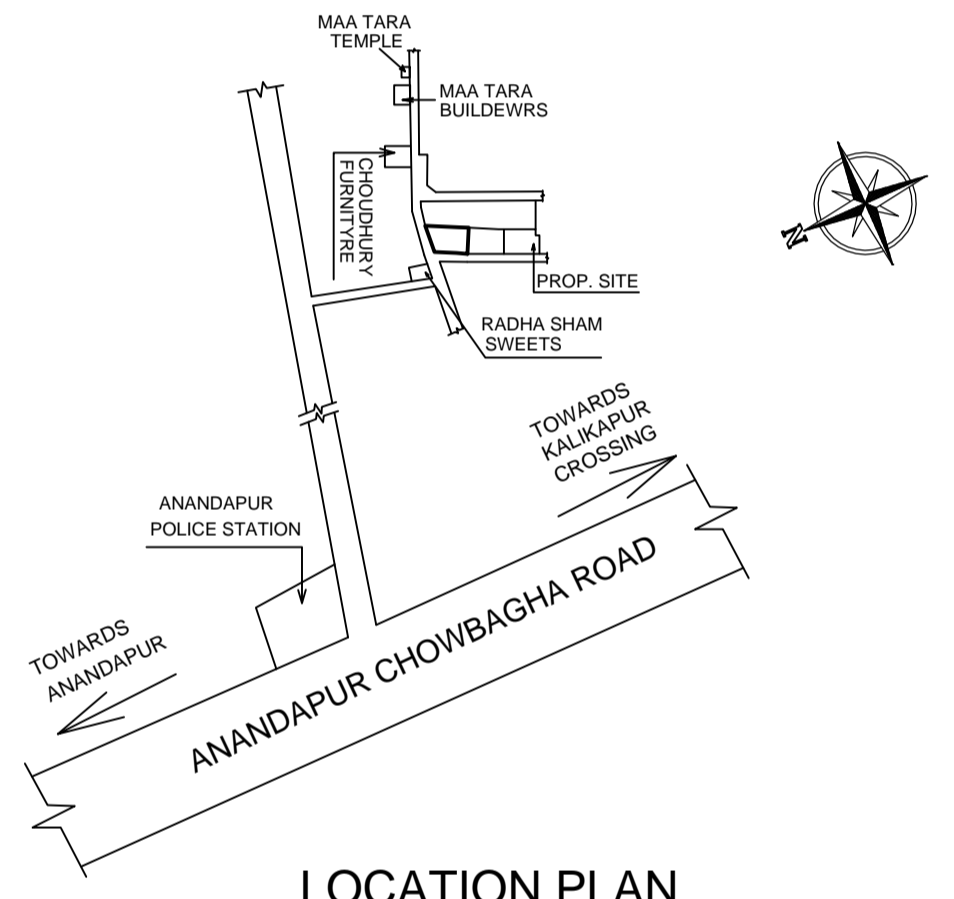 MAA TARA
TEMPLE
MAA TARA
BUILDEWRS
CHOUDHURY
FURNITYRE
N
PROP. SITE
RADHA SHAM
SWEETS
TOWARDS
KALIKAPUR
CROSSING
ANANDAPUR
POLICE STATION
ANANDAPUR CHOWBAGHA ROAD
TOWARDS
ANANDAPUR
LOCATION PLAN